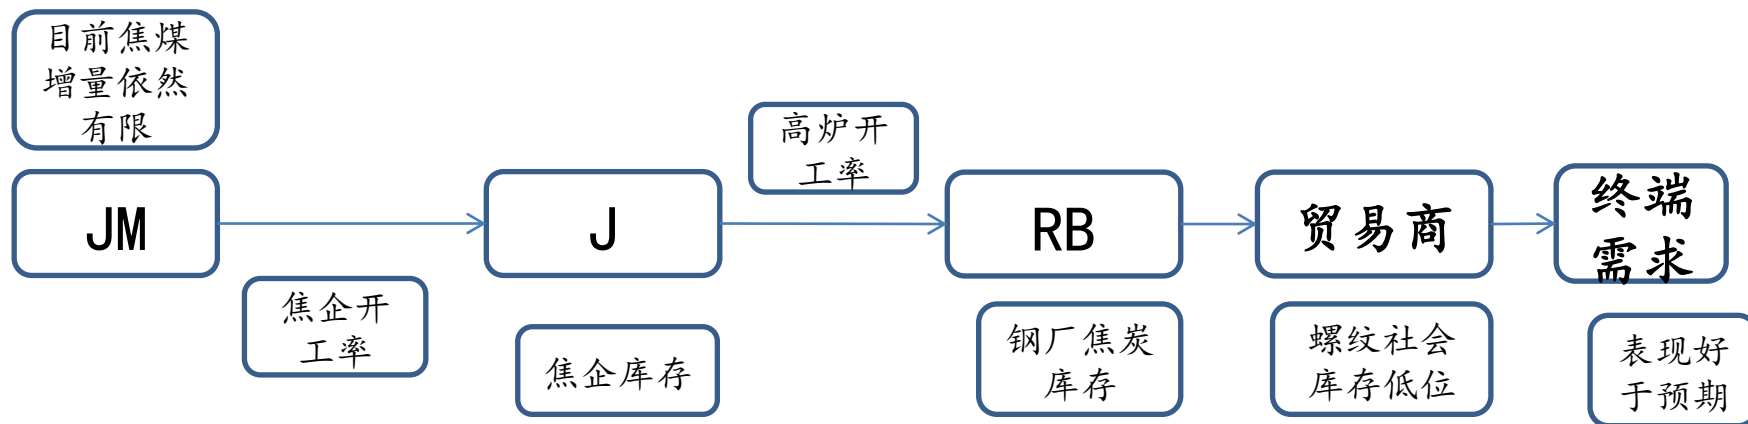 目前焦煤
增量依然
有限
JM
焦企开
工率
J
焦企库存
高炉开
工率
RB
钢厂焦炭
库存
贸易商
螺纹社会
库存低位
终端
需求
表现好
于预期